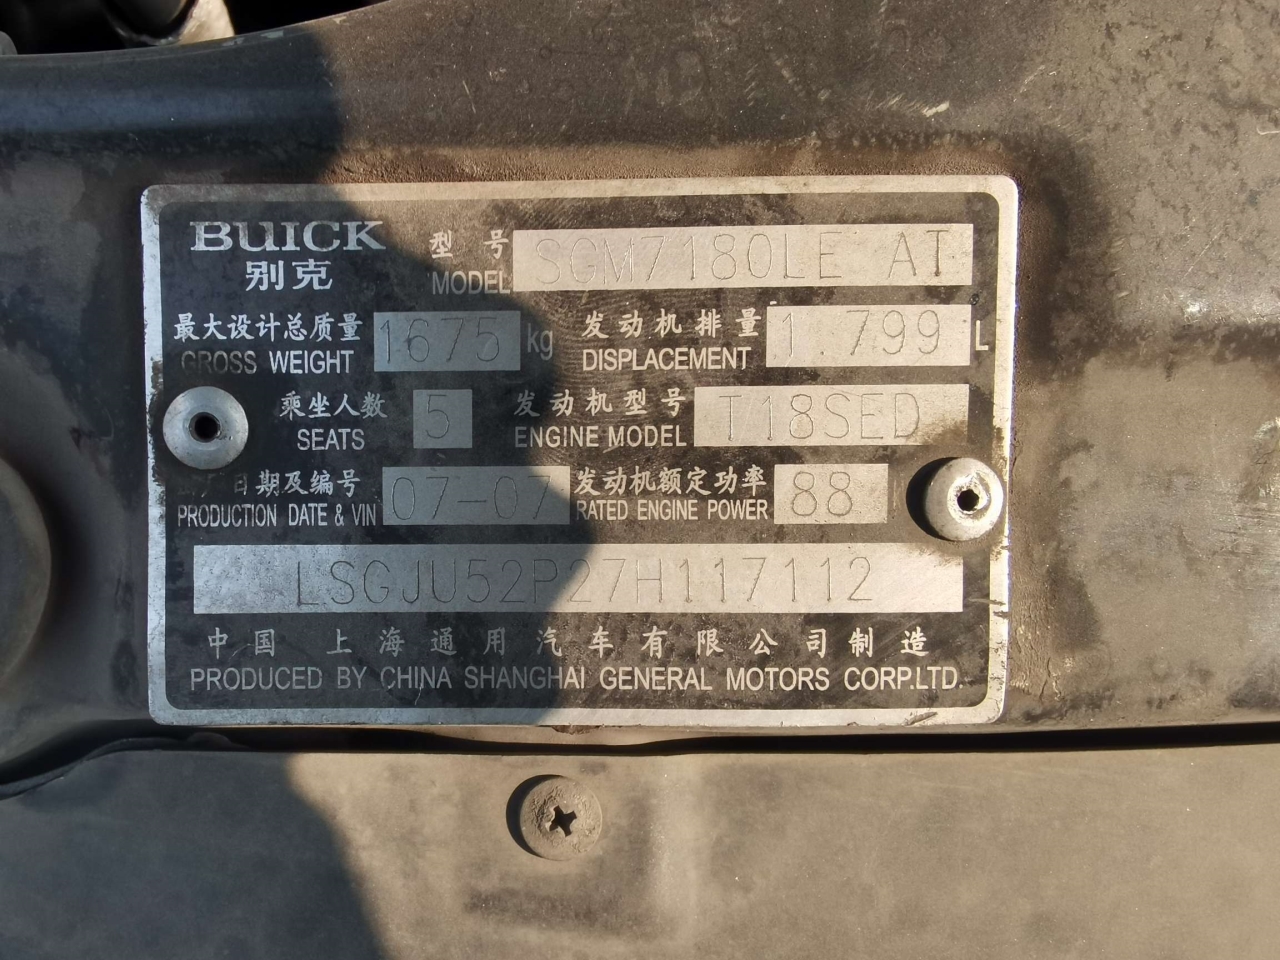 BUICK 型号 SGM7180LE AT
别克 MODEL
最大设计总质量 1675 kg 发动机排量 1.799 L
GROSS WEIGHT DISPLACEMENT
乘坐人数 5 发动机型号 T18SED
SEATS ENGINE MODEL
日期及编号 07-07 发动机额定功率 88
PRODUCTION DATE & VIN RATED ENGINE POWER
LSGJU52P27H117112
中国 上海通用汽车有限公司制造
PRODUCED BY CHINA SHANGHAI GENERAL MOTORS CORP.LTD.